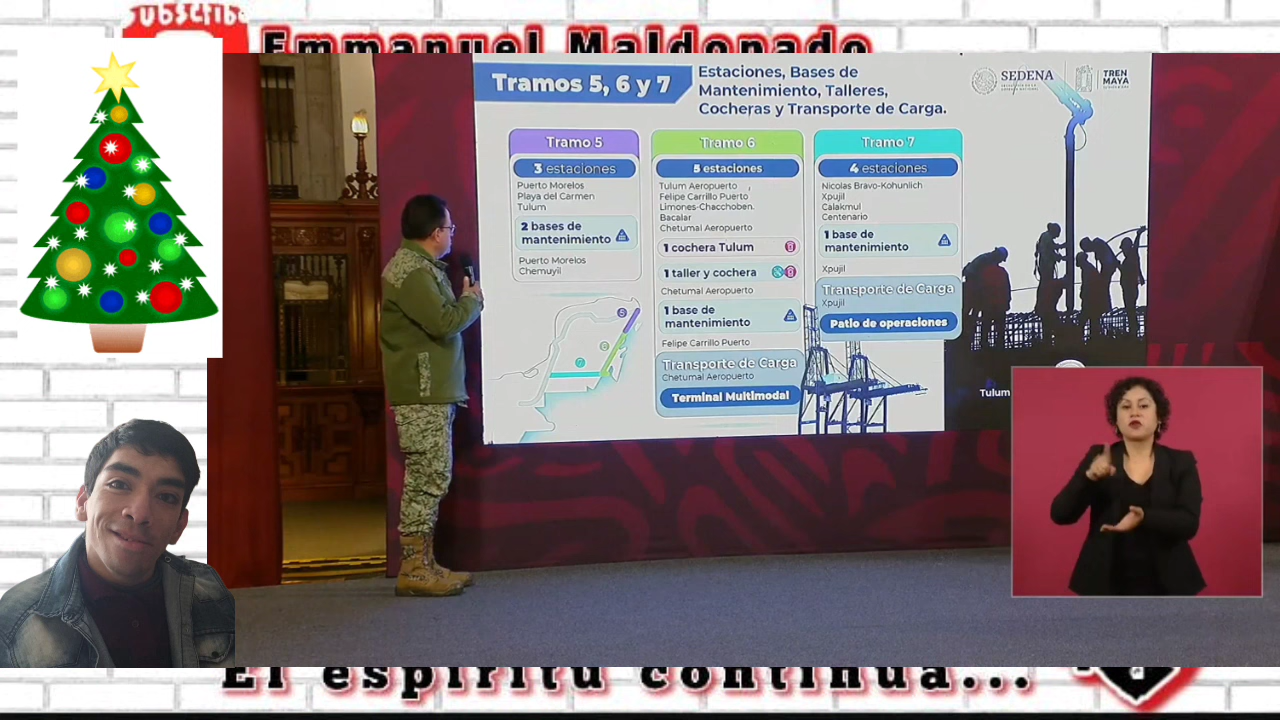 Subscribe
Emmanuel Maldonado
Tramos 5, 6 y 7
Estaciones, Bases de
Mantenimiento, Talleres,
Cocheras y Transporte de Carga.
SEDENA
TREN
MAYA
Tramo 5
3 estaciones
Puerto Morelos
Playa del Carmen
Tulum
2 bases de
mantenimiento
Puerto Morelos
Chemuyil
Tramo 6
5 estaciones
Tulum Aeropuerto
Felipe Carrillo Puerto
Limones-Chacchoben
Bacalar
Chetumal Aeropuerto
1 cochera Tulum
1 taller y cochera
Chetumal Aeropuerto
1 base de
mantenimiento
Felipe Carrillo Puerto
Transporte de Carga
Chetumal Aeropuerto
Terminal Multimodal
Tramo 7
4 estaciones
Nicolas Bravo-Kohunlich
Xpujil
Calakmul
Centenario
1 base de
mantenimiento
Xpujil
Transporte de Carga
Xpujil
Patio de operaciones
Tulum
El espíritu continúa...